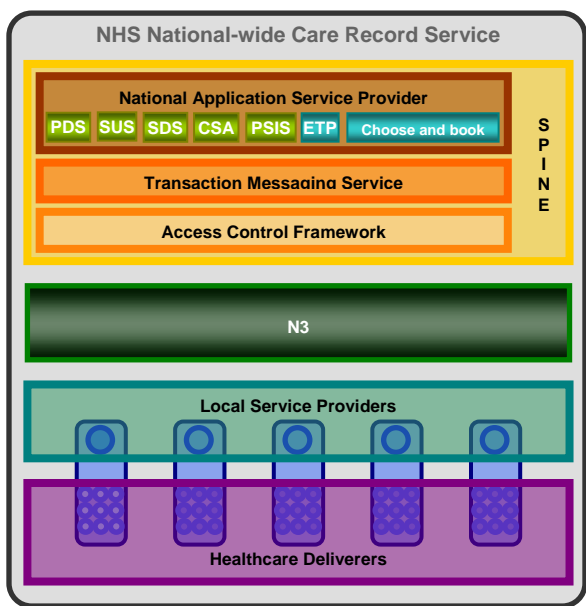 NHS National-wide Care Record Service
National Application Service Provider
PDS SUS SDS CSA PSIS ETP Choose and book
SPINE
Transaction Messaging Service
Access Control Framework
N3
Local Service Providers
Healthcare Deliverers